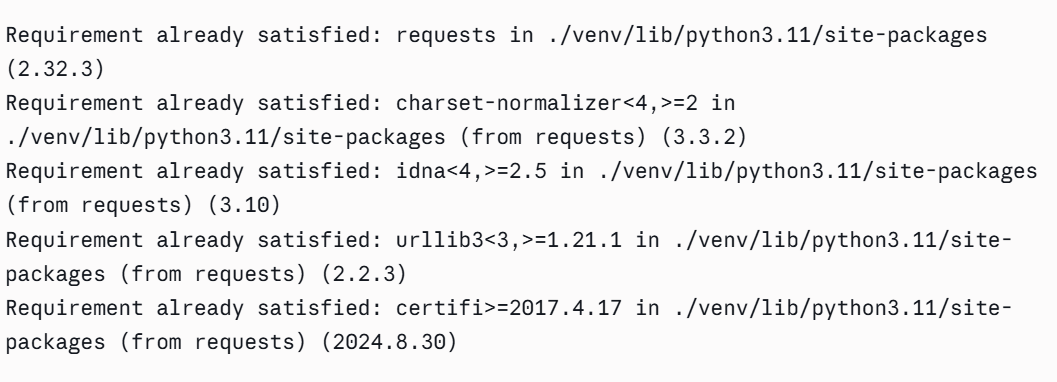 Requirement already satisfied: requests in ./venv/lib/python3.11/site-packages
(2.32.3)
Requirement already satisfied: charset-normalizer<4,>=2 in
./venv/lib/python3.11/site-packages (from requests) (3.3.2)
Requirement already satisfied: idna<4,>=2.5 in ./venv/lib/python3.11/site-packages
(from requests) (3.10)
Requirement already satisfied: urllib3<3,>=1.21.1 in ./venv/lib/python3.11/site-
packages (from requests) (2.2.3)
Requirement already satisfied: certifi>=2017.4.17 in ./venv/lib/python3.11/site-
packages (from requests) (2024.8.30)